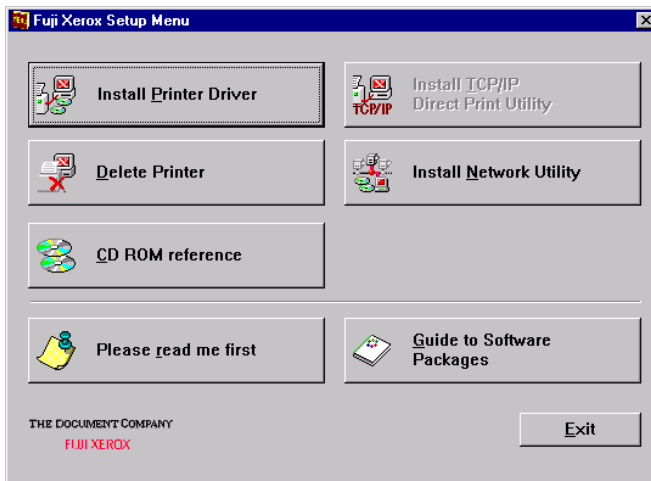 Fuji Xerox Setup Menu
Install Printer Driver
TCP/IP
Install TCP/IP
Direct Print Utility
Delete Printer
Install Network Utility
CD ROM reference
Please read me first
Guide to Software
Packages
THE DOCUMENT COMPANY
FUJI XEROX
Exit